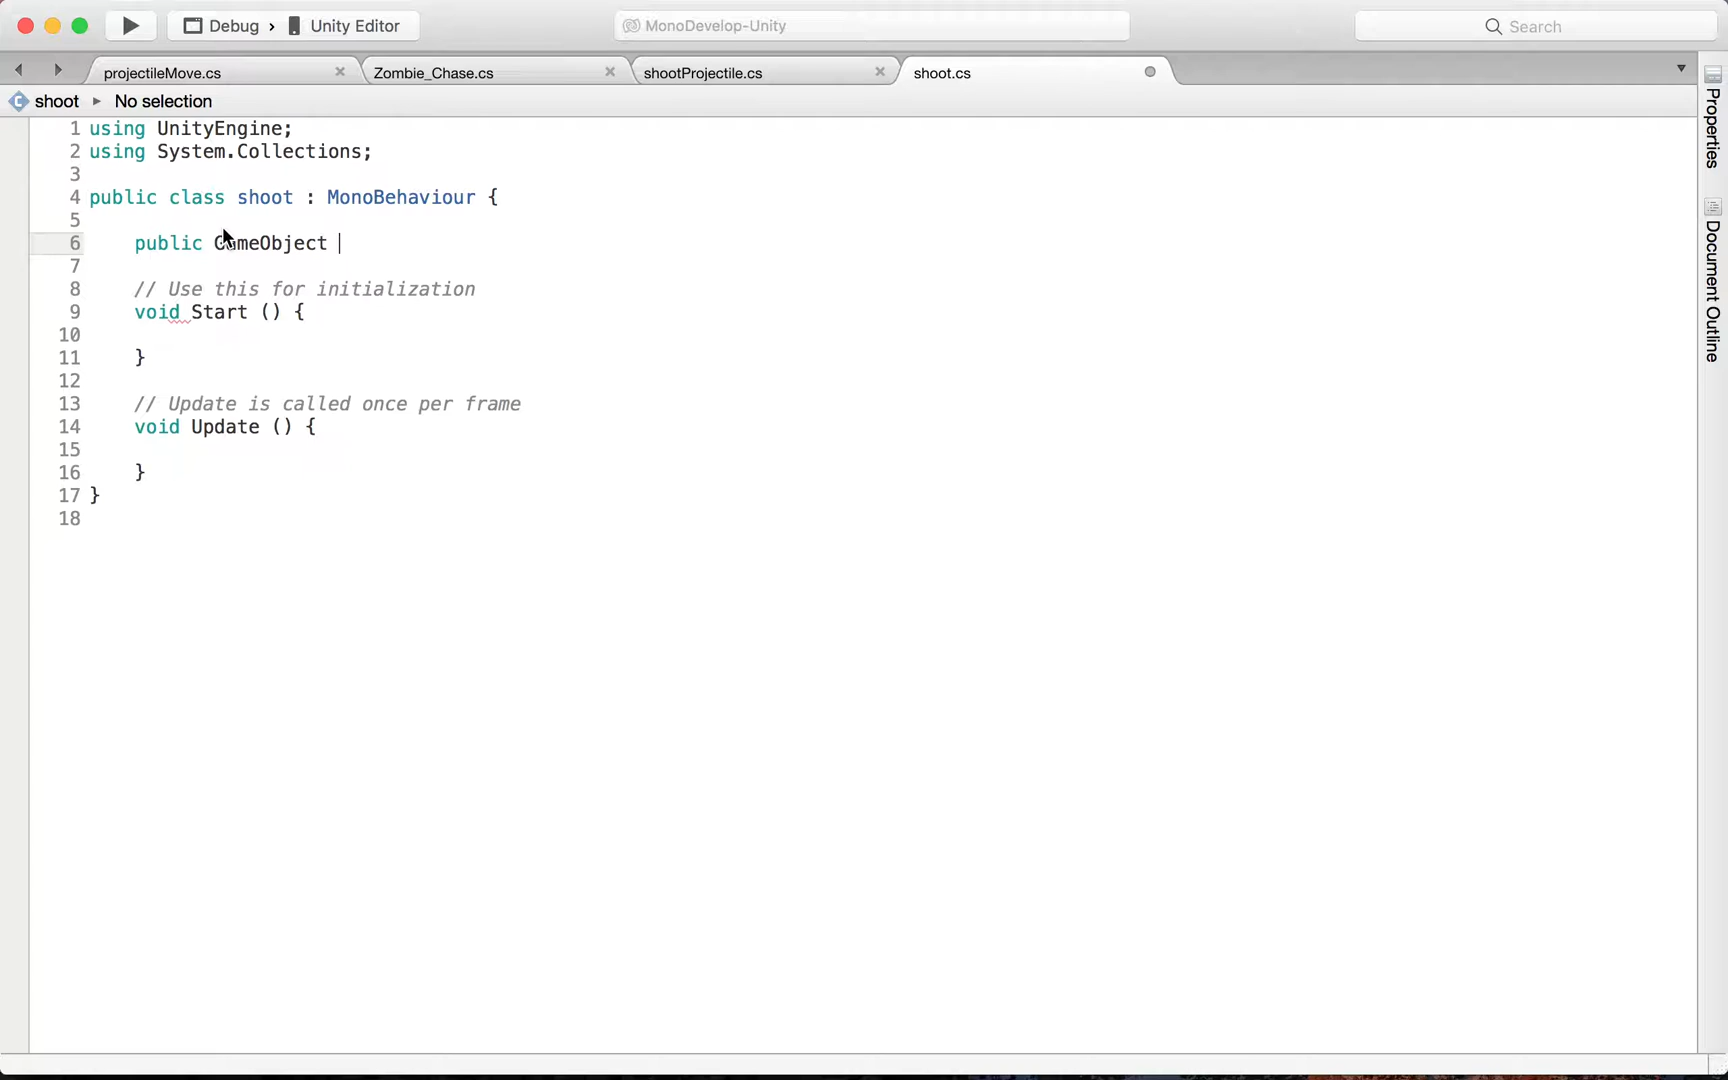 Debug › Unity Editor
MonoDevelop-Unity
Search
projectileMove.cs
Zombie_Chase.cs
shootProjectile.cs
shoot.cs
shoot ▸ No selection
1 using UnityEngine;
2 using System.Collections;
3
4 public class shoot : MonoBehaviour {
5
6 public GameObject
7
8 // Use this for initialization
9 void Start () {
10
11 }
12
13 // Update is called once per frame
14 void Update () {
15
16 }
17 }
18
Properties
Document Outline